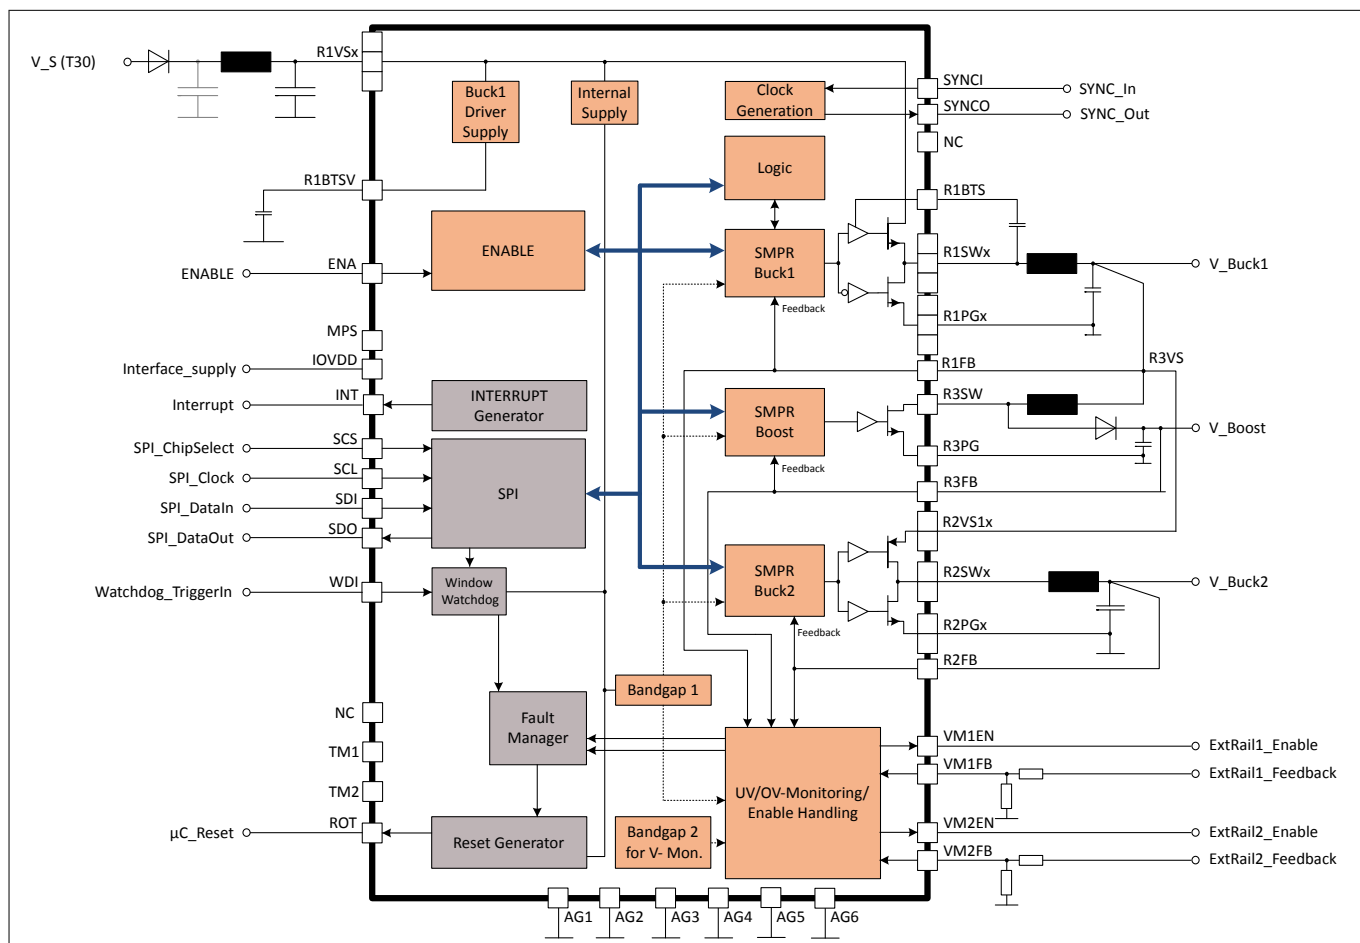 V_S (T30)
R1VSx
Buck1
Driver
Supply
Internal
Supply
Clock
Generation
SYNCI
SYNC_In
SYNCO
SYNC_Out
NC
R1BTSV
Logic
R1BTS
ENABLE
SMPR
Buck1
R1SWx
V_Buck1
ENABLE
ENA
Feedback
R1PGx
MPS
Interface_supply
IOVDD
R1FB
R3VS
Interrupt
INT
INTERRUPT
Generator
SMPR
Boost
R3SW
V_Boost
SPI_ChipSelect
SCS
R3PG
Feedback
SPI_Clock
SCL
SPI
R3FB
SPI_DataIn
SDI
SPI_DataOut
SDO
R2VS1x
Watchdog_TriggerIn
WDI
Window
Watchdog
SMPR
Buck2
R2SWx
V_Buck2
R2PGx
Feedback
R2FB
Bandgap 1
NC
Fault
Manager
TM1
VM1EN
ExtRail1_Enable
VM1FB
ExtRail1_Feedback
TM2
UV/OV-Monitoring/
Enable Handling
µC_Reset
ROT
Reset Generator
Bandgap 2
for V- Mon.
VM2EN
ExtRail2_Enable
VM2FB
ExtRail2_Feedback
AG1
AG2
AG3
AG4
AG5
AG6